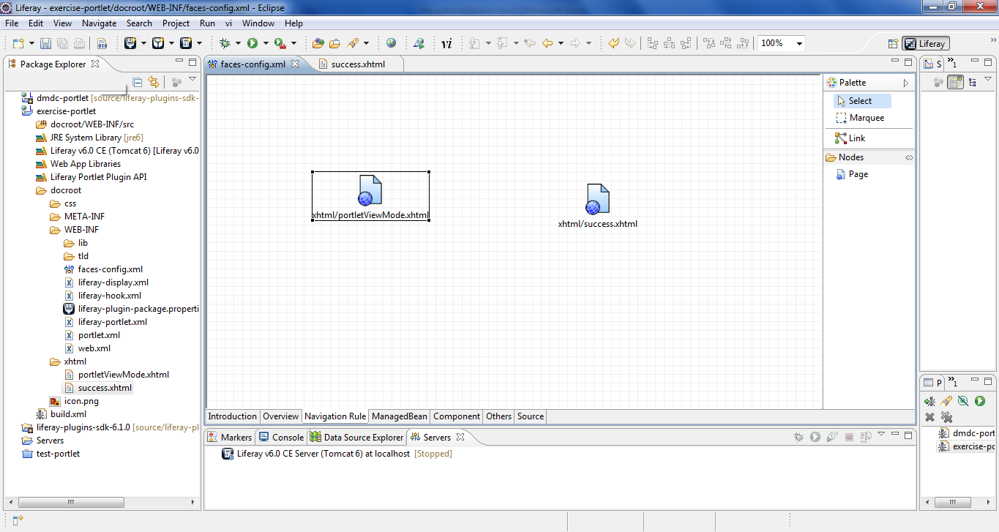 Liferay - exercise-portlet/docroot/WEB-INF/faces-config.xml - Eclipse
File Edit View Navigate Search Project Run vi Window Help
vi 100% Liferay
Package Explorer
dmdc-portlet [source/liferay-plugins-sdk-
exercise-portlet
docroot/WEB-INF/src
JRE System Library [jre6]
Liferay v6.0 CE (Tomcat 6) [Liferay v6.0
Web App Libraries
Liferay Portlet Plugin API
docroot
css
META-INF
WEB-INF
lib
tld
faces-config.xml
liferay-display.xml
liferay-hook.xml
liferay-plugin-package.properti
liferay-portlet.xml
portlet.xml
web.xml
xhtml
portletViewMode.xhtml
success.xhtml
icon.png
build.xml
liferay-plugins-sdk-6.1.0 [source/liferay-pl
Servers
test-portlet
faces-config.xml success.xhtml
xhtml/portletViewMode.xhtml
xhtml/success.xhtml
Palette
Select
Marquee
Link
Nodes
Page
Introduction Overview Navigation Rule ManagedBean Component Others Source
Markers Console Data Source Explorer Servers
Liferay v6.0 CE Server (Tomcat 6) at localhost [Stopped]
S »1
P »1
dmdc-port
exercise-po